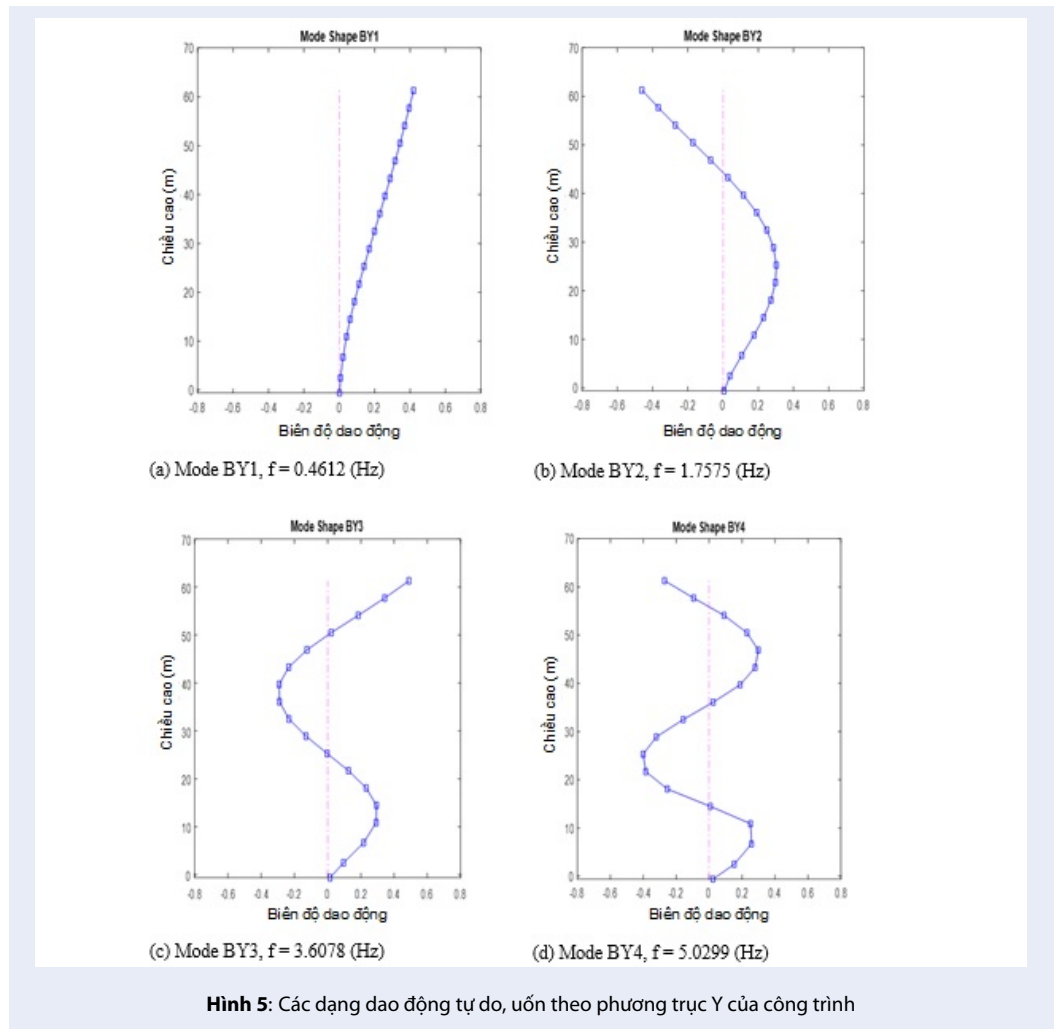 Mode Shape BY1
70
60
50
40
30
20
10
0
Chiều cao (m)
-0.8 -0.6 -0.4 -0.2 0 0.2 0.4 0.6 0.8
Biên độ dao động
(a) Mode BY1, f = 0.4612 (Hz)
Mode Shape BY2
70
60
50
40
30
20
10
0
Chiều cao (m)
-0.8 -0.6 -0.4 -0.2 0 0.2 0.4 0.6 0.8
Biên độ dao động
(b) Mode BY2, f = 1.7575 (Hz)
Mode Shape BY3
70
60
50
40
30
20
10
0
Chiều cao (m)
-0.8 -0.6 -0.4 -0.2 0 0.2 0.4 0.6 0.8
Biên độ dao động
(c) Mode BY3, f = 3.6078 (Hz)
Mode Shape BY4
70
60
50
40
30
20
10
0
Chiều cao (m)
-0.8 -0.6 -0.4 -0.2 0 0.2 0.4 0.6 0.8
Biên độ dao động
(d) Mode BY4, f = 5.0299 (Hz)
Hình 5: Các dạng dao động tự do, uốn theo phương trục Y của công trình